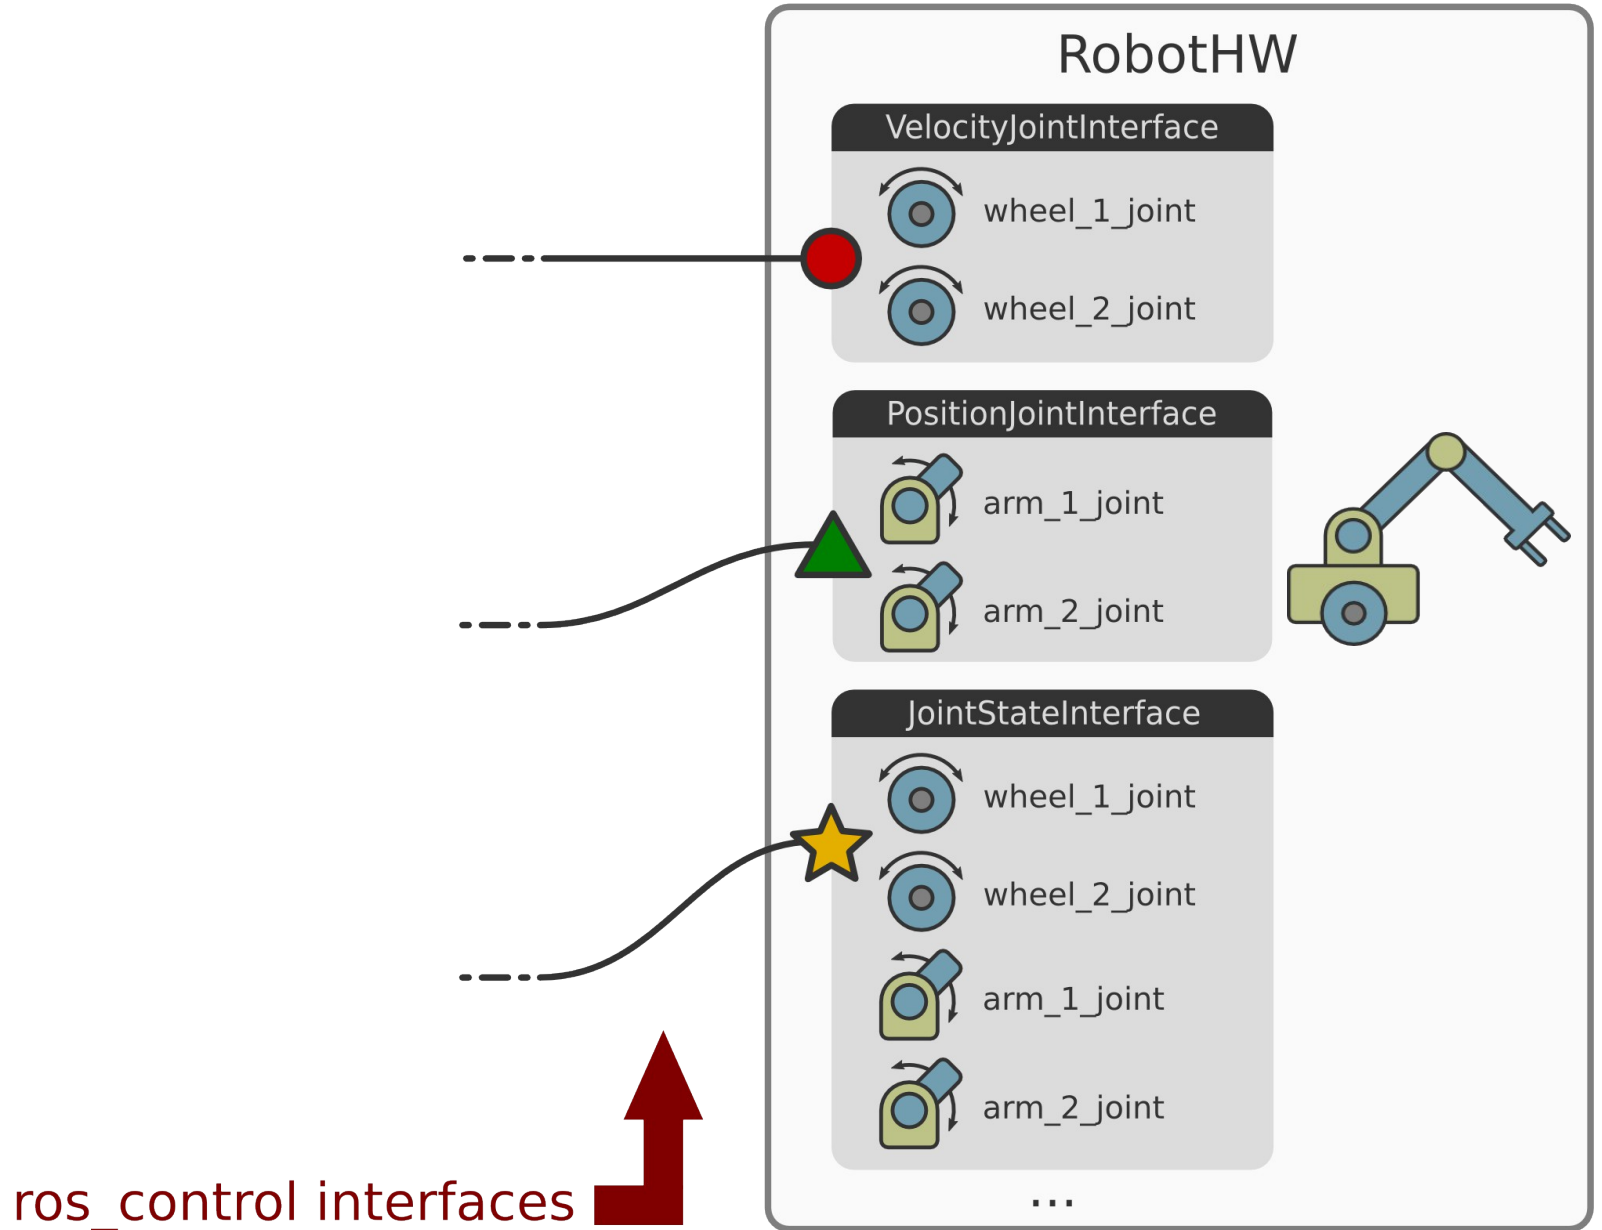 RobotHW
VelocityJointInterface
wheel_1_joint
wheel_2_joint
PositionJointInterface
arm_1_joint
arm_2_joint
JointStateInterface
wheel_1_joint
wheel_2_joint
arm_1_joint
arm_2_joint
...
ros_control interfaces